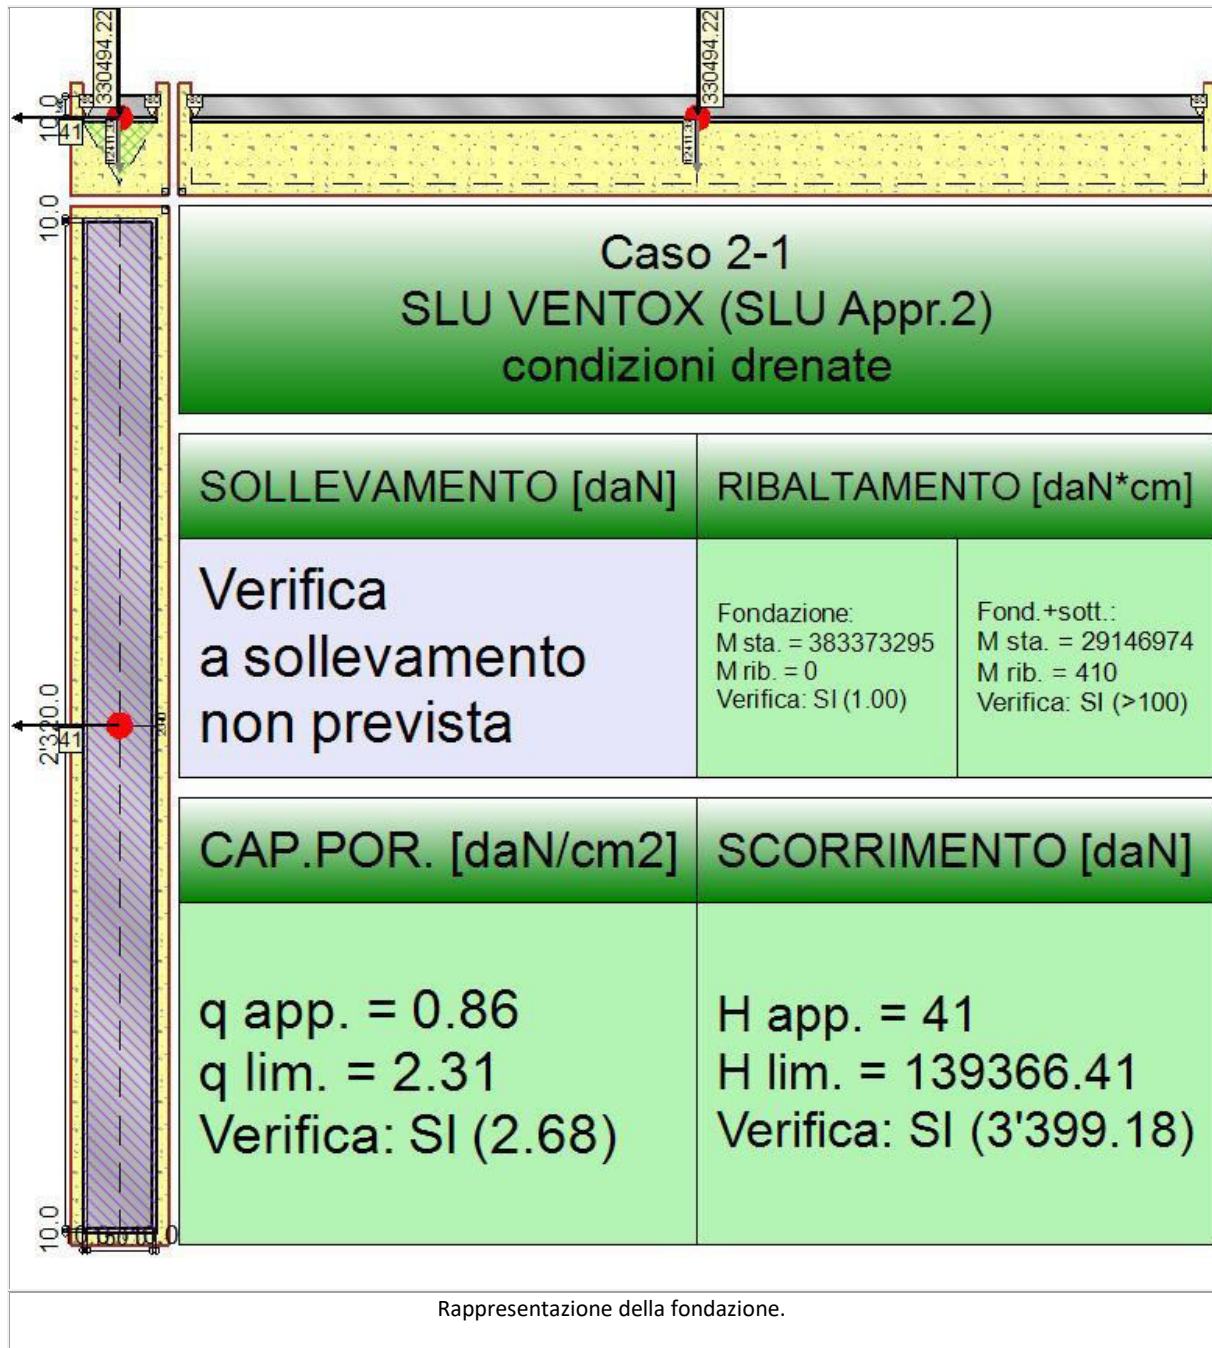 330494.22
330494.22
10.0
41
10.0
Caso 2-1
SLU VENTOX (SLU Appr.2)
condizioni drenate
SOLLEVAMENTO [daN]
RIBALTAMENTO [daN*cm]
Verifica
a sollevamento
non prevista
Fondazione:
M sta. = 383373295
M rib. = 0
Verifica: SI (1.00)
Fond.+sott.:
M sta. = 29146974
M rib. = 410
Verifica: SI (>100)
2'320.0
41
CAP.POR. [daN/cm2]
SCORRIMENTO [daN]
q app. = 0.86
q lim. = 2.31
Verifica: SI (2.68)
H app. = 41
H lim. = 139366.41
Verifica: SI (3'399.18)
10.0
Rappresentazione della fondazione.